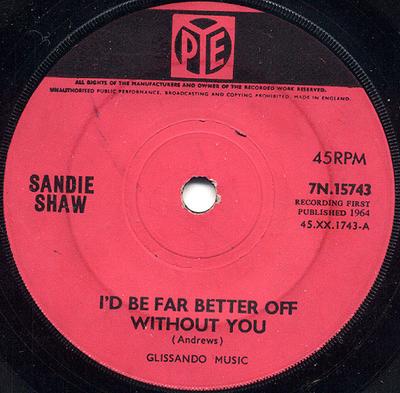 PYE
ALL RIGHTS OF THE MANUFACTURERS AND OWNER OF THE RECORDED WORK RESERVED.
UNAUTHORISED PUBLIC PERFORMANCE, BROADCASTING AND COPYING PROHIBITED. MADE IN ENGLAND.
45RPM
SANDIE
SHAW
7N.15743
RECORDING FIRST
PUBLISHED 1964
45.XX.1743-A
I'D BE FAR BETTER OFF
WITHOUT YOU
(Andrews)
GLISSANDO MUSIC